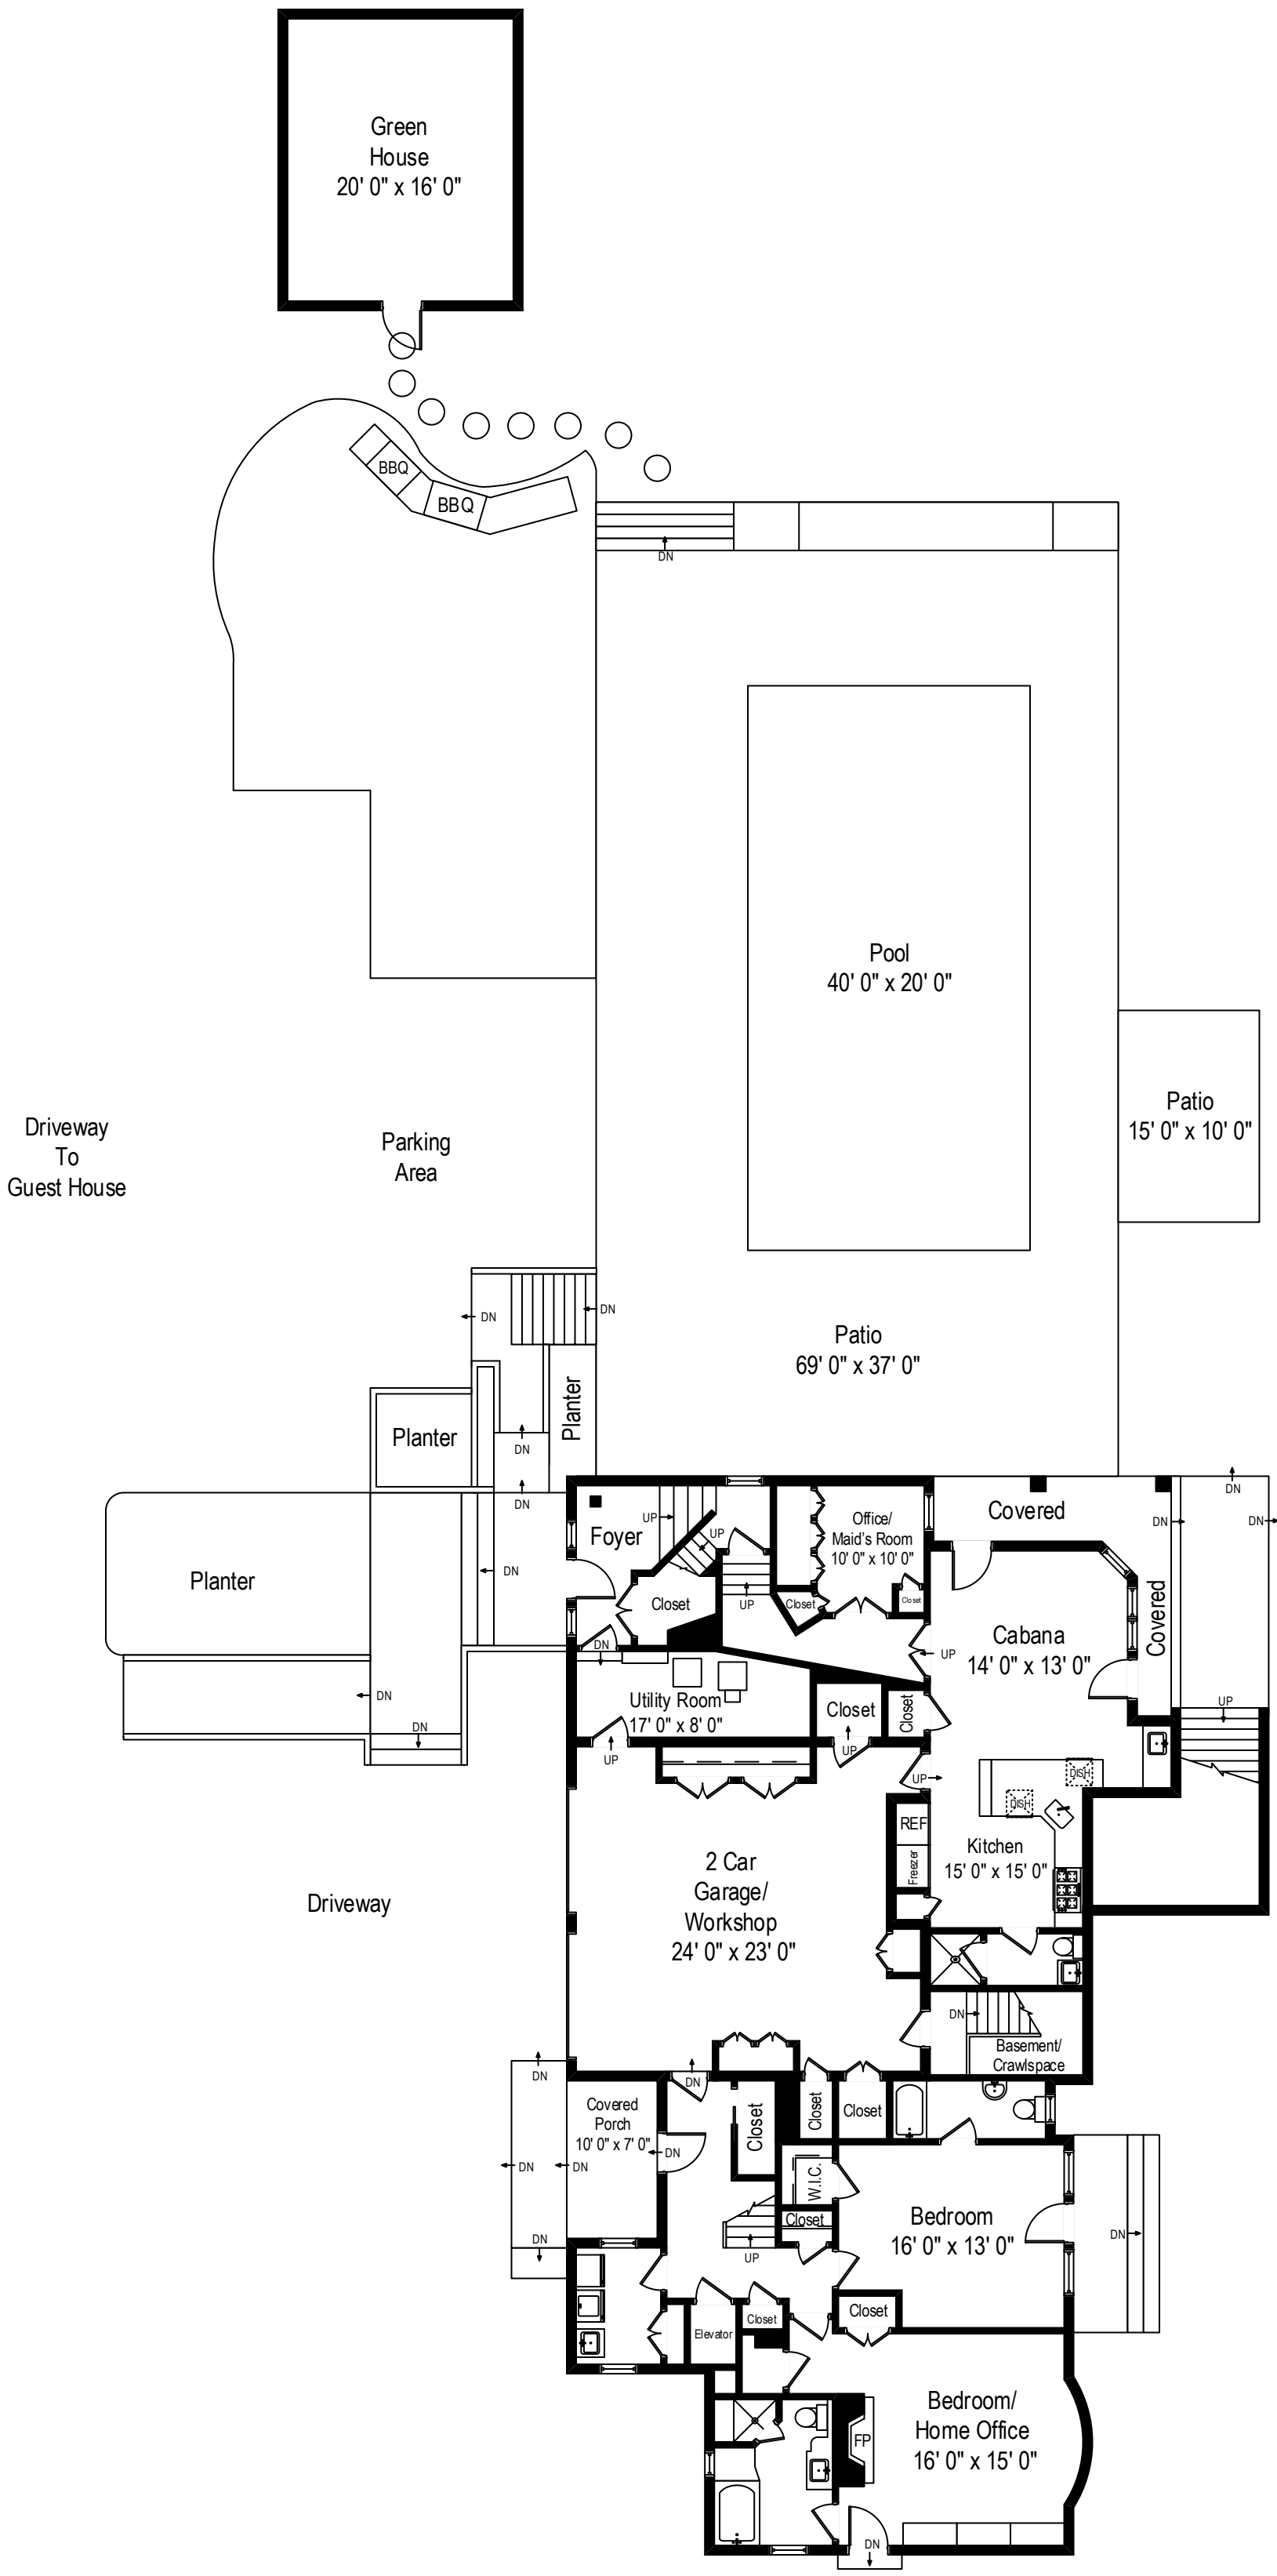 Green
House
20' 0" x 16' 0"
BBQ
BBQ
DN
Pool
40' 0" x 20' 0"
Patio
15' 0" x 10' 0"
Driveway
To
Guest House
Parking
Area
DN
DN
Patio
69' 0" x 37' 0"
Planter
Planter
DN
DN
DN
DN
DN
Covered
Foyer
UP
UP
Office/
Maid's Room
10' 0" x 10' 0"
Planter
DN
Closet
UP
Closet
Closet
Covered
Cabana
14' 0" x 13' 0"
DN
UP
DN
DN
Utility Room
17' 0" x 8' 0"
Closet
Closet
UP
UP
UP
UP
DISH
DISH
REF
Freezer
Kitchen
15' 0" x 15' 0"
2 Car
Garage/
Workshop
24' 0" x 23' 0"
Driveway
DN
Basement/
Crawlspace
DN
DN
Covered
Porch
10' 0" x 7' 0"
Closet
Closet
Closet
DN
DN
DN
W.I.C.
Closet
Bedroom
16' 0" x 13' 0"
DN
DN
UP
Closet
Closet
Elevator
Bedroom/
Home Office
16' 0" x 15' 0"
FP
DN